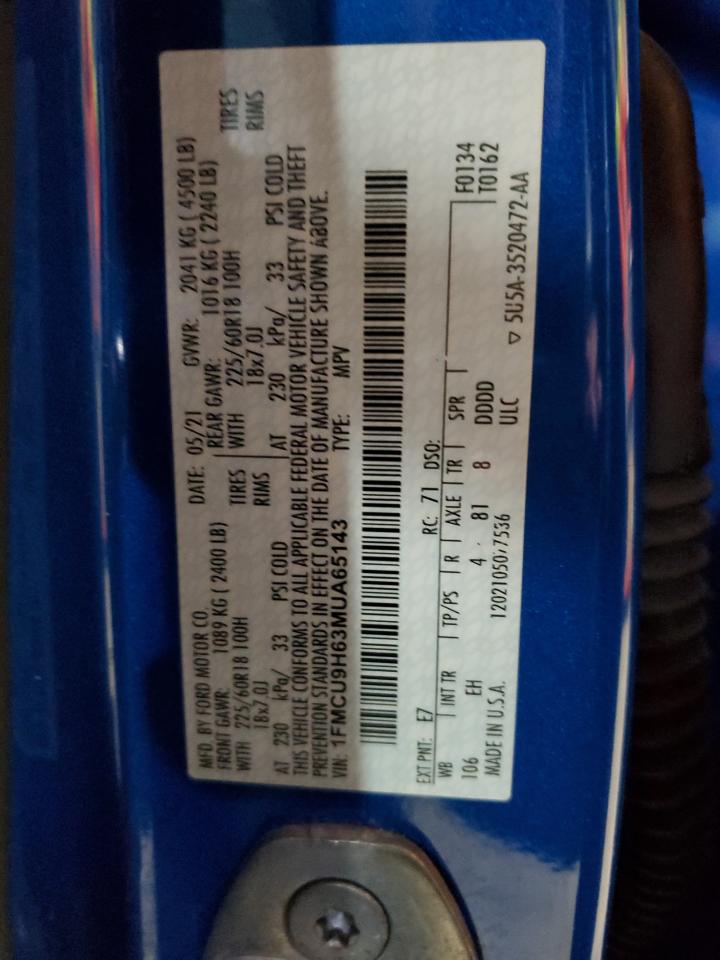 MFD. BY FORD MOTOR CO. DATE: 05/21 GVWR: 2041 KG ( 4500 LB)
FRONT GAWR: 1089 KG ( 2400 LB) REAR GAWR: 1016 KG ( 2240 LB)
WITH 225/60R18 100H TIRES WITH 225/60R18 100H TIRES
18x7.0J RIMS 18x7.0J RIMS
AT 230 kPa/ 33 PSI COLD AT 230 kPa/ 33 PSI COLD
THIS VEHICLE CONFORMS TO ALL APPLICABLE FEDERAL MOTOR VEHICLE SAFETY AND THEFT
PREVENTION STANDARDS IN EFFECT ON THE DATE OF MANUFACTURE SHOWN ABOVE.
VIN: 1FMCU9H63MUA65143 TYPE: MPV
EXT PNT: E7 RC: 71 DSO: F0134
WB INT TR TP/PS R AXLE TR SPR T0162
106 EH 4 81 8 DDDD
MADE IN U.S.A. 1202105077536 ULC ▽ 5U5A-3520472-AA